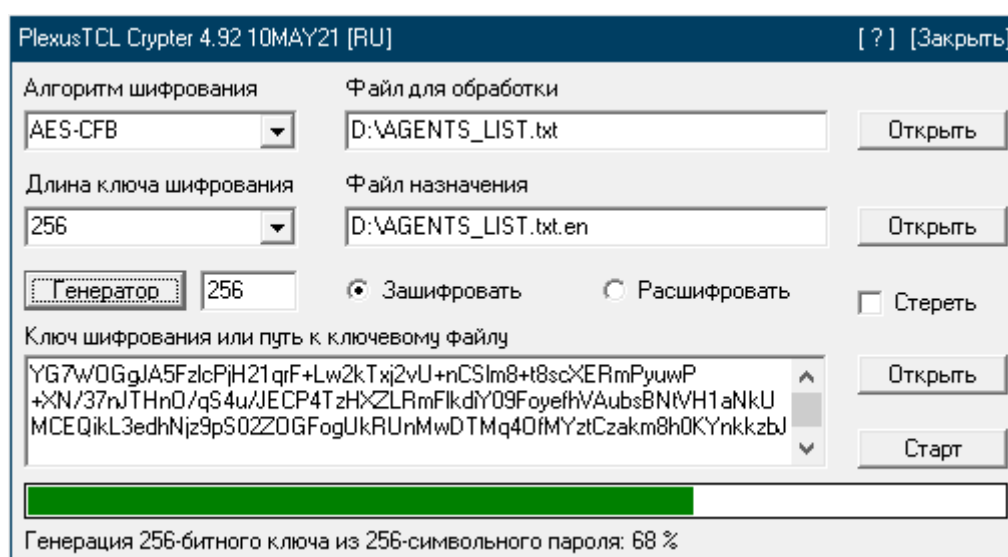 PlexusTCL Crypter 4.92 10MAY21 [RU] [ ? ] [Закрыть]
Алгоритм шифрования Файл для обработки
AES-CFB D:\AGENTS_LIST.txt Открыть
Длина ключа шифрования Файл назначения
256 D:\AGENTS_LIST.txt.en Открыть
Генератор 256 Зашифровать Расшифровать Стереть
Ключ шифрования или путь к ключевому файлу
YG7WOGgJA5FzlcPjH21qrF+Lw2kTxj2vU+nCSlm8+t8scXERmPyuwP
+XN/37nJTHnO/qS4u/JECP4TzHXZLRmFlkdiY09FoyefhVAubsBNtVH1aNkU
MCEQikL3edhNjz9pS02ZOGFogUkRUnMwDTMq4OfMYztCzakm8h0KYnkkzbJ
Открыть
Старт
Генерация 256-битного ключа из 256-символьного пароля: 68 %